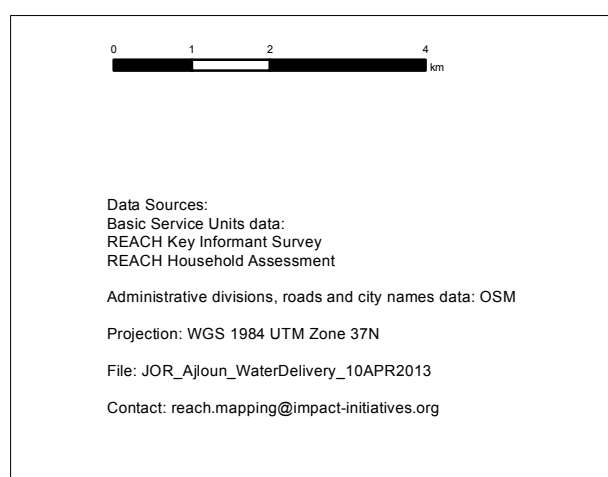 0 1 2 4
km
Data Sources:
Basic Service Units data:
REACH Key Informant Survey
REACH Household Assessment
Administrative divisions, roads and city names data: OSM
Projection: WGS 1984 UTM Zone 37N
File: JOR_Ajloun_WaterDelivery_10APR2013
Contact: reach.mapping@impact-initiatives.org